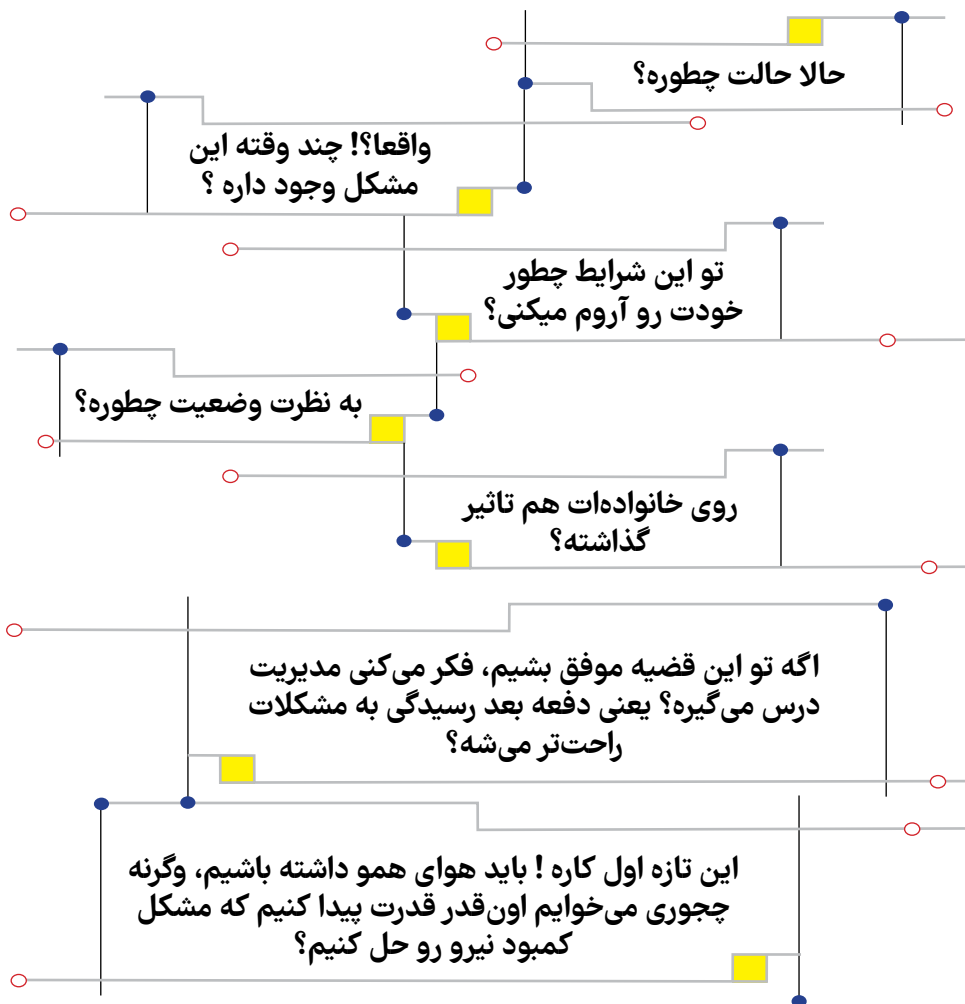 حالا حالت چطوره؟
واقعا؟! چند وقته این
مشکل وجود داره ؟
تو این شرایط چطور
خودت رو آروم میکنی؟
به نظرت وضعیت چطوره؟
روی خانواده‌ات هم تاثیر
گذاشته؟
اگه تو این قضیه موفق بشیم، فکر می‌کنی مدیریت
درس می‌گیره؟ یعنی دفعه بعد رسیدگی به مشکلات
راحت‌تر می‌شه؟
این تازه اول کاره ! باید هوای همو داشته باشیم، وگرنه
چجوری می‌خوایم اون‌قدر قدرت پیدا کنیم که مشکل
کمبود نیرو رو حل کنیم؟